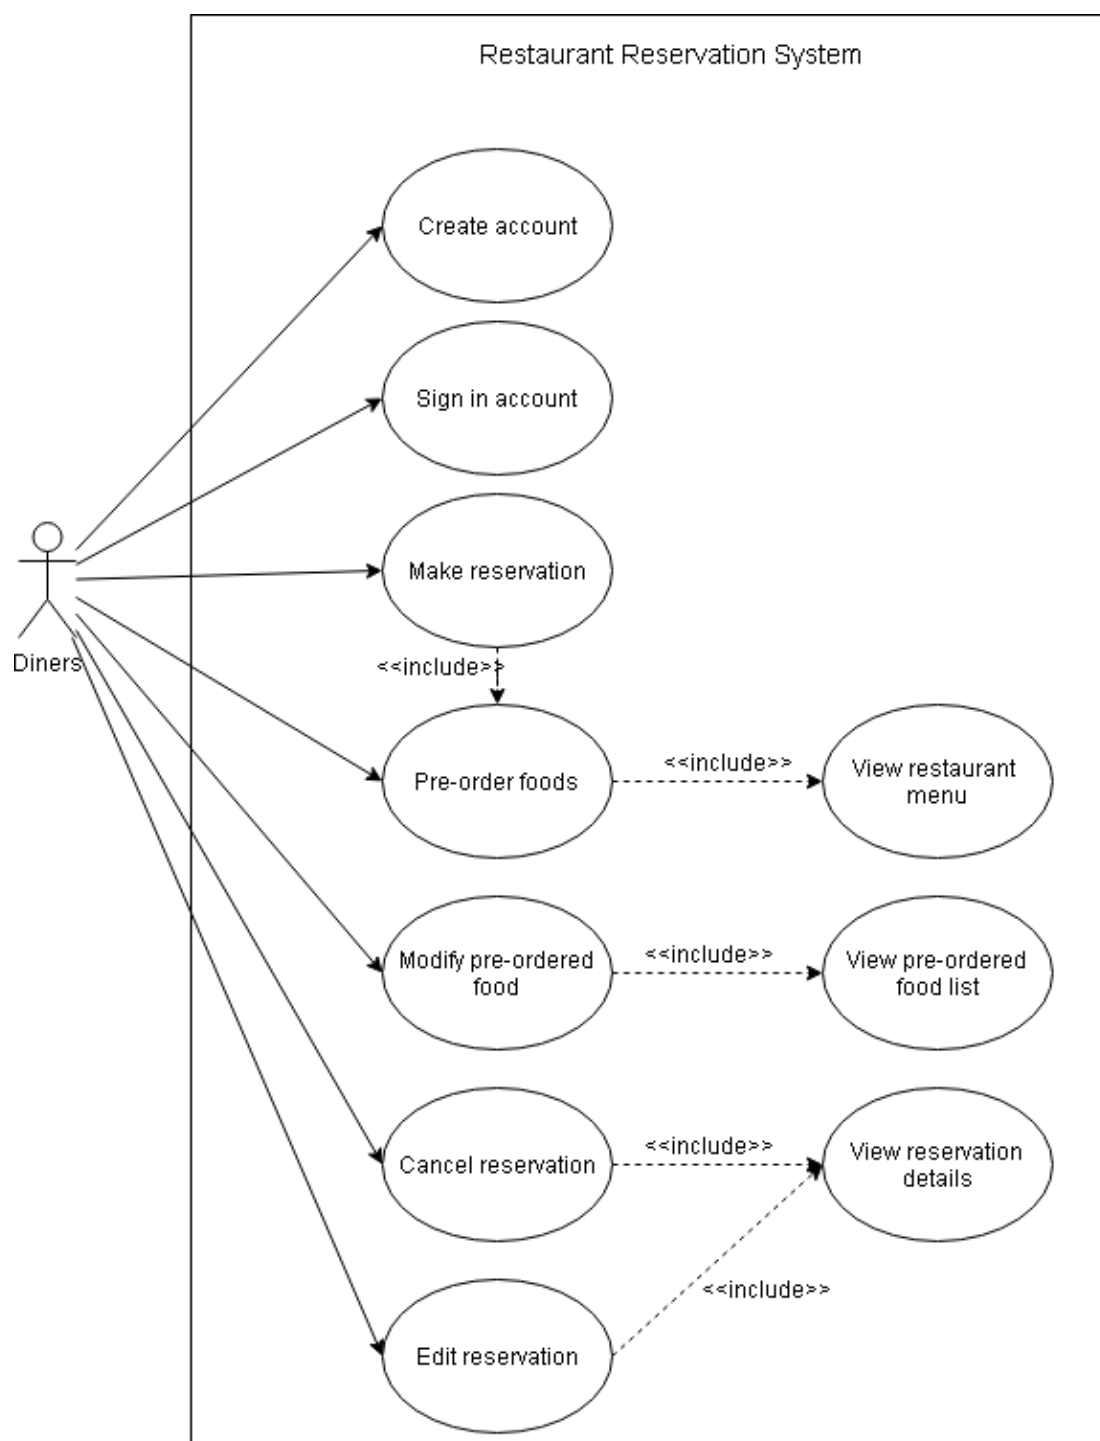 Restaurant Reservation System
Create account
Sign in account
Make reservation
Diners
<<include>>
Pre-order foods
<<include>>
View restaurant
menu
Modify pre-ordered
food
<<include>>
View pre-ordered
food list
Cancel reservation
<<include>>
View reservation
details
<<include>>
Edit reservation